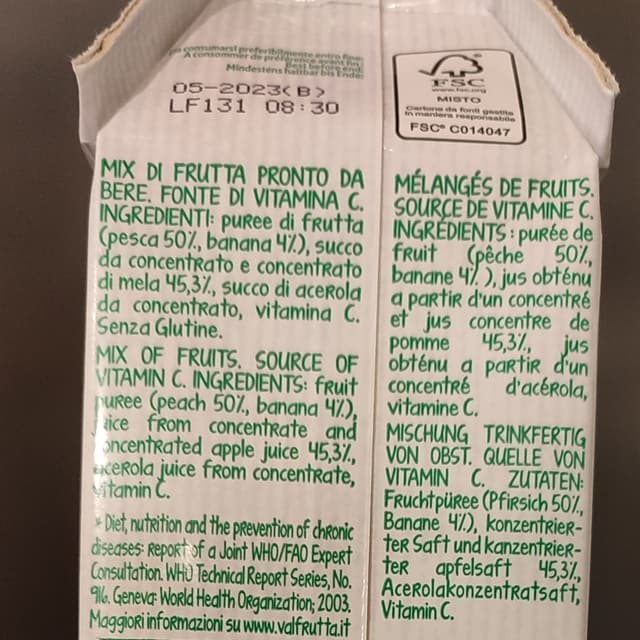 consumarsi preferibilmente entro fine:
A consommer de préférence avant fin:
Best before end:
Mindestens haltbar bis Ende:
05-2023(B)
LF131 08:30
FSC
www.fsc.org
MISTO
Cartone da fonti gestite
in maniera responsabile
FSC® C014047
MIX DI FRUTTA PRONTO DA
BERE. FONTE DI VITAMINA C.
INGREDIENTI: puree di frutta
(pesca 50%, banana 4%), succo
da concentrato e concentrato
di mela 45,3%, succo di acerola
da concentrato, vitamina C.
Senza Glutine.
MIX OF FRUITS. SOURCE OF
VITAMIN C. INGREDIENTS: fruit
puree (peach 50%, banana 4%),
juice from concentrate and
concentrated apple juice 45,3%,
acerola juice from concentrate,
vitamin C.
* Diet, nutrition and the prevention of chronic
diseases: report of a Joint WHO/FAO Expert
Consultation. WHO Technical Report Series, No.
916. Geneva: World Health Organization; 2003.
Maggiori informazioni su www.valfrutta.it
MÉLANGÉS DE FRUITS.
SOURCE DE VITAMINE C.
INGRÉDIENTS : purée de
fruit (pêche 50%,
banane 4% ), jus obténu
a partir d'un concentré
et jus concentre de
pomme 45,3%, jus
obténu a partir d'un
concentré d'acérola,
vitamine C.
MISCHUNG TRINKFERTIG
VON OBST. QUELLE VON
VITAMIN C. ZUTATEN:
Fruchtpüree (Pfirsich 50%,
Banane 4%), konzentrier-
ter Saft und kanzentrier-
ter apfelsaft 45,3%,
Acerolakonzentratsaft,
Vitamin C.